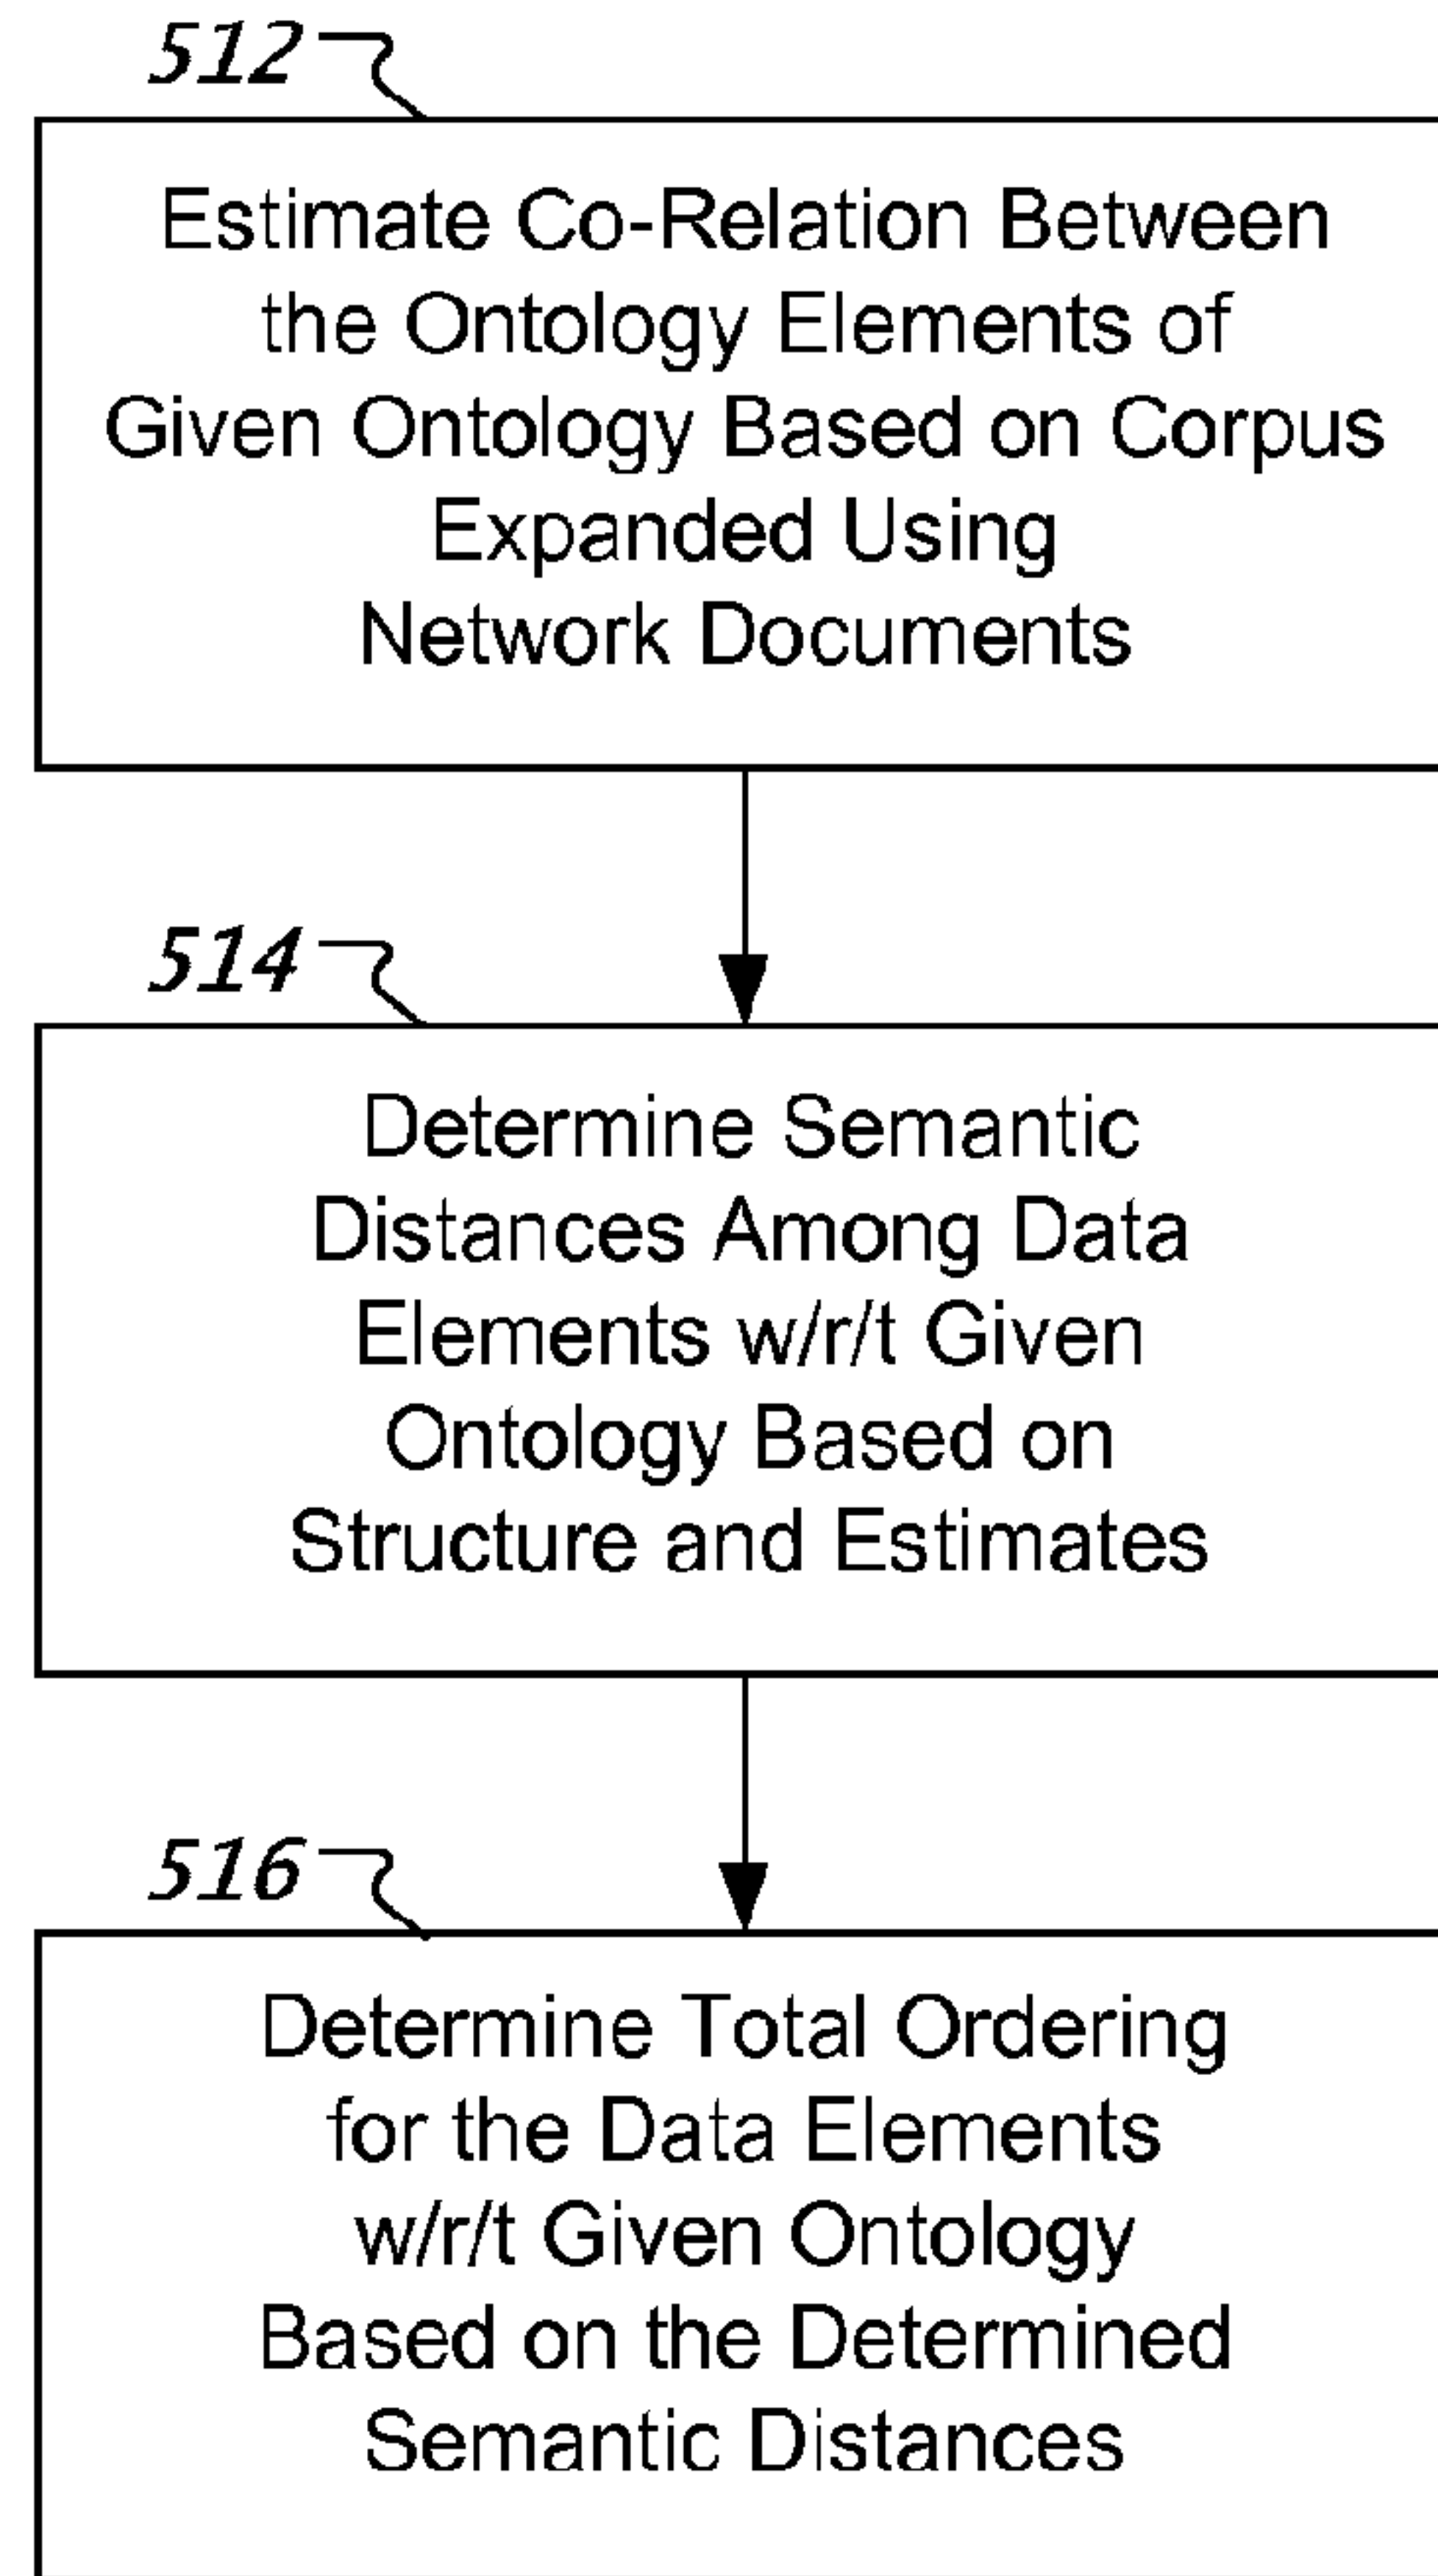 512
Estimate Co-Relation Between
the Ontology Elements of
Given Ontology Based on Corpus
Expanded Using
Network Documents
514
Determine Semantic
Distances Among Data
Elements w/r/t Given
Ontology Based on
Structure and Estimates
516
Determine Total Ordering
for the Data Elements
w/r/t Given Ontology
Based on the Determined
Semantic Distances